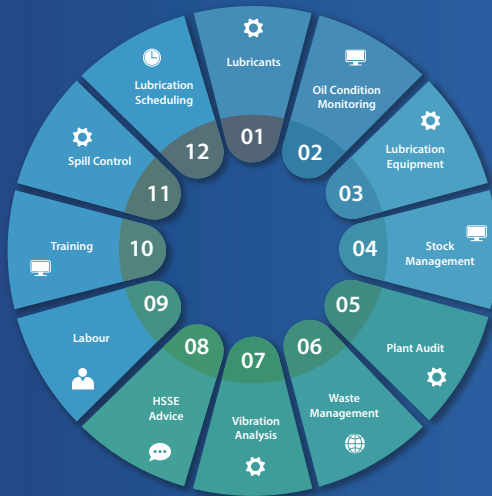 01
Lubricants
02
Oil Condition
Monitoring
03
Lubrication
Equipment
04
Stock
Management
05
Plant Audit
06
Waste
Management
07
Vibration
Analysis
08
HSSE
Advice
09
Labour
10
Training
11
Spill Control
12
Lubrication
Scheduling